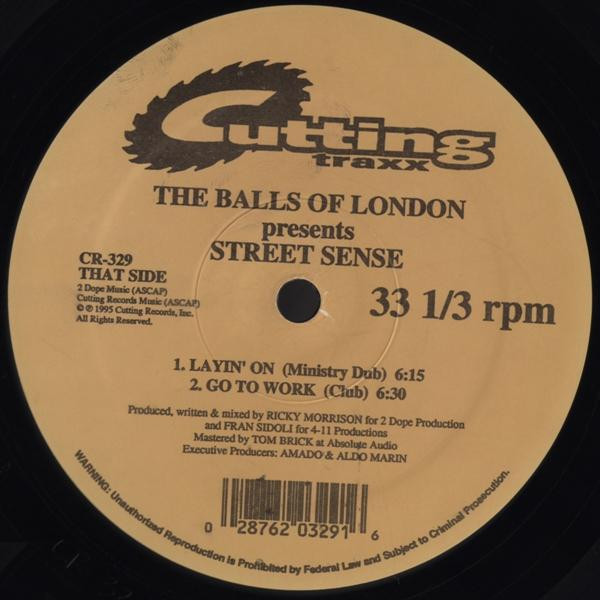 Cutting
traxx
THE BALLS OF LONDON
presents
STREET SENSE
CR-329
THAT SIDE
2 Dope Music (ASCAP)
Cutting Records Music (ASCAP)
© ℗ 1995 Cutting Records, Inc.
All Rights Reserved.
33 1/3 rpm
1. LAYIN' ON (Ministry Dub) 6:15
2. GO TO WORK (Club) 6:30
Produced, written & mixed by RICKY MORRISON for 2 Dope Production
and FRAN SIDOLI for 4-11 Productions
Mastered by TOM BRICK at Absolute Audio
Executive Producers: AMADO & ALDO MARIN
0 28762 03291 6
WARNING: Unauthorized Reproduction is Prohibited by Federal Law and Subject to Criminal Prosecution.